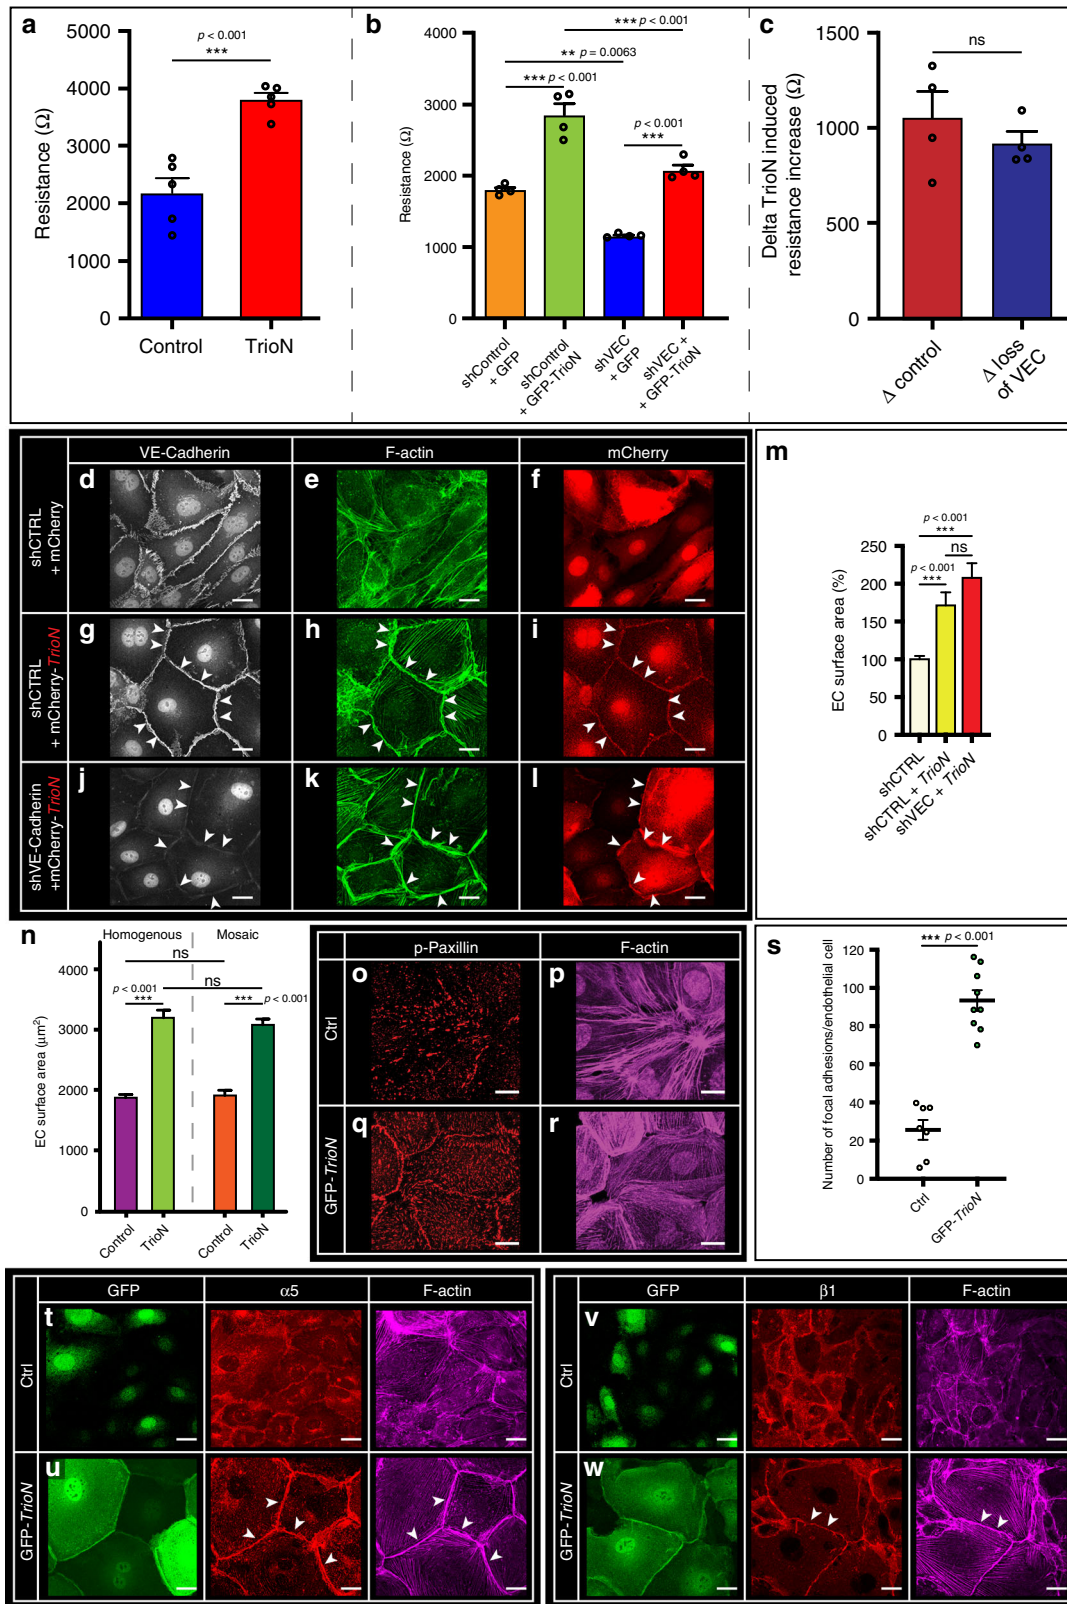 a
Resistance (Ω)
5000
4000
3000
2000
1000
0
p < 0.001
***
Control
TrioN
b
Resistance (Ω)
4000
3000
2000
1000
0
*** p < 0.001
** p = 0.0063
*** p < 0.001
p < 0.001
***
shControl
+ GFP
shControl
+ GFP-TrioN
shVEC
+ GFP
shVEC +
+ GFP-TrioN
c
Delta TrioN induced
resistance increase (Ω)
1500
1000
500
0
ns
Δ control
Δ loss
of VEC
VE-Cadherin
F-actin
mCherry
shCTRL
+ mCherry
d
e
f
shCTRL
+ mCherry-TrioN
g
h
i
shVE-Cadherin
+mCherry-TrioN
j
k
l
m
EC surface area (%)
250
200
150
100
50
0
p < 0.001
***
p < 0.001
***
ns
shCTRL
shCTRL + TrioN
shVEC + TrioN
n
Homogenous
Mosaic
EC surface area (μm²)
4000
3000
2000
1000
0
ns
ns
p < 0.001
***
*** p < 0.001
Control
TrioN
Control
TrioN
p-Paxillin
F-actin
Ctrl
o
p
GFP-TrioN
q
r
s
Number of focal adhesions/endothelial cell
120
100
80
60
40
20
0
*** p < 0.001
Ctrl
GFP-TrioN
GFP
α5
F-actin
Ctrl
t
GFP-TrioN
u
GFP
β1
F-actin
Ctrl
v
GFP-TrioN
w